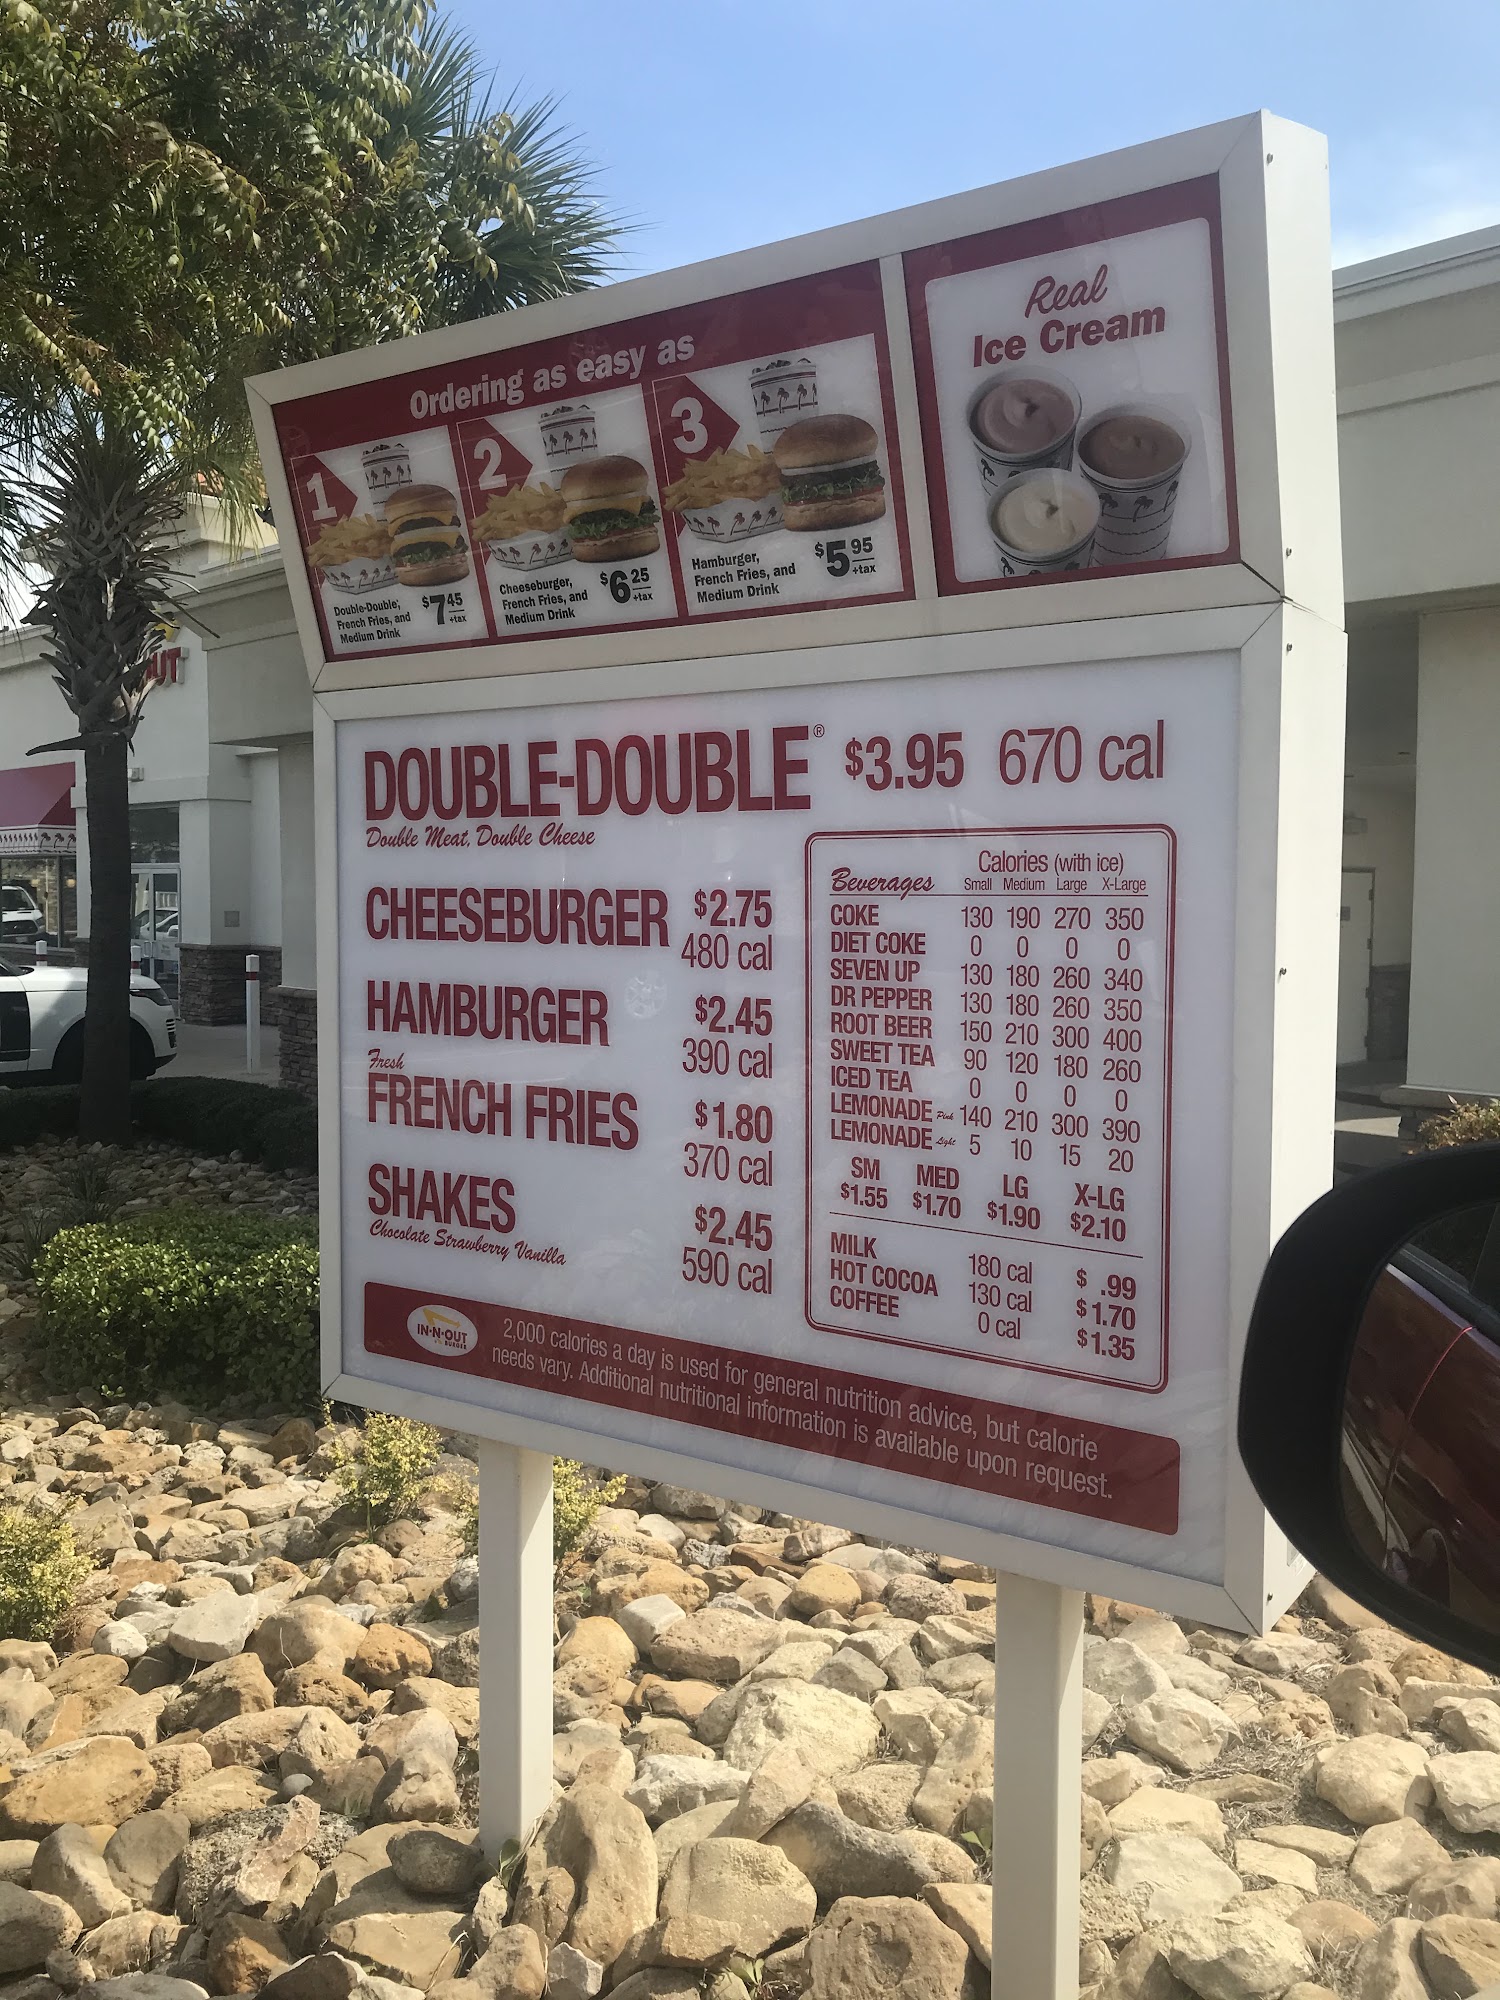 Ordering as easy as
1
Double-Double®,
French Fries, and
Medium Drink
$7 45
+tax
2
Cheeseburger,
French Fries, and
Medium Drink
$6 25
+tax
3
Hamburger,
French Fries, and
Medium Drink
$5 95
+tax
Real
Ice Cream
DOUBLE-DOUBLE® $3.95 670 cal
Double Meat, Double Cheese
CHEESEBURGER $2.75
480 cal
HAMBURGER $2.45
390 cal
Fresh
FRENCH FRIES $1.80
370 cal
SHAKES $2.45
Chocolate Strawberry Vanilla 590 cal
Calories (with ice)
Beverages Small Medium Large X-Large
COKE 130 190 270 350
DIET COKE 0 0 0 0
SEVEN UP 130 180 260 340
DR PEPPER 130 180 260 350
ROOT BEER 150 210 300 400
SWEET TEA 90 120 180 260
ICED TEA 0 0 0 0
LEMONADE Pink 140 210 300 390
LEMONADE Light 5 10 15 20
SM MED LG X-LG
$1.55 $1.70 $1.90 $2.10
MILK 180 cal $ .99
HOT COCOA 130 cal $1.70
COFFEE 0 cal $1.35
IN-N-OUT
BURGER
2,000 calories a day is used for general nutrition advice, but calorie
needs vary. Additional nutritional information is available upon request.
UT